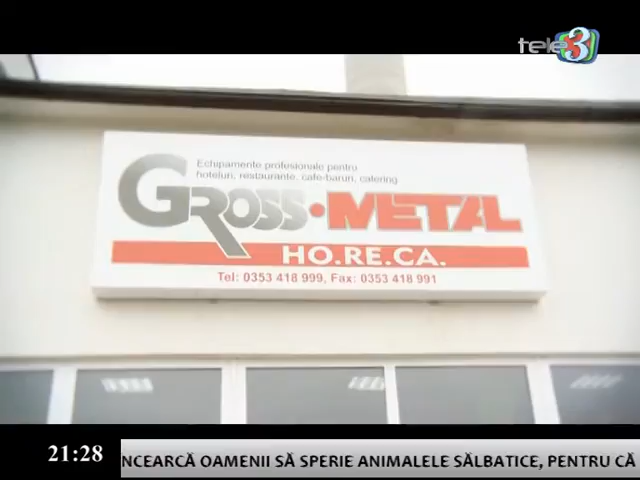 tele3
Echipamente profesionale pentru
hoteluri, restaurante, cafe-baruri, catering
GROSS·METAL
HO.RE.CA.
Tel: 0353 418 999, Fax: 0353 418 991
21:28
NCEARCĂ OAMENII SĂ SPERIE ANIMALELE SĂLBATICE, PENTRU CĂ